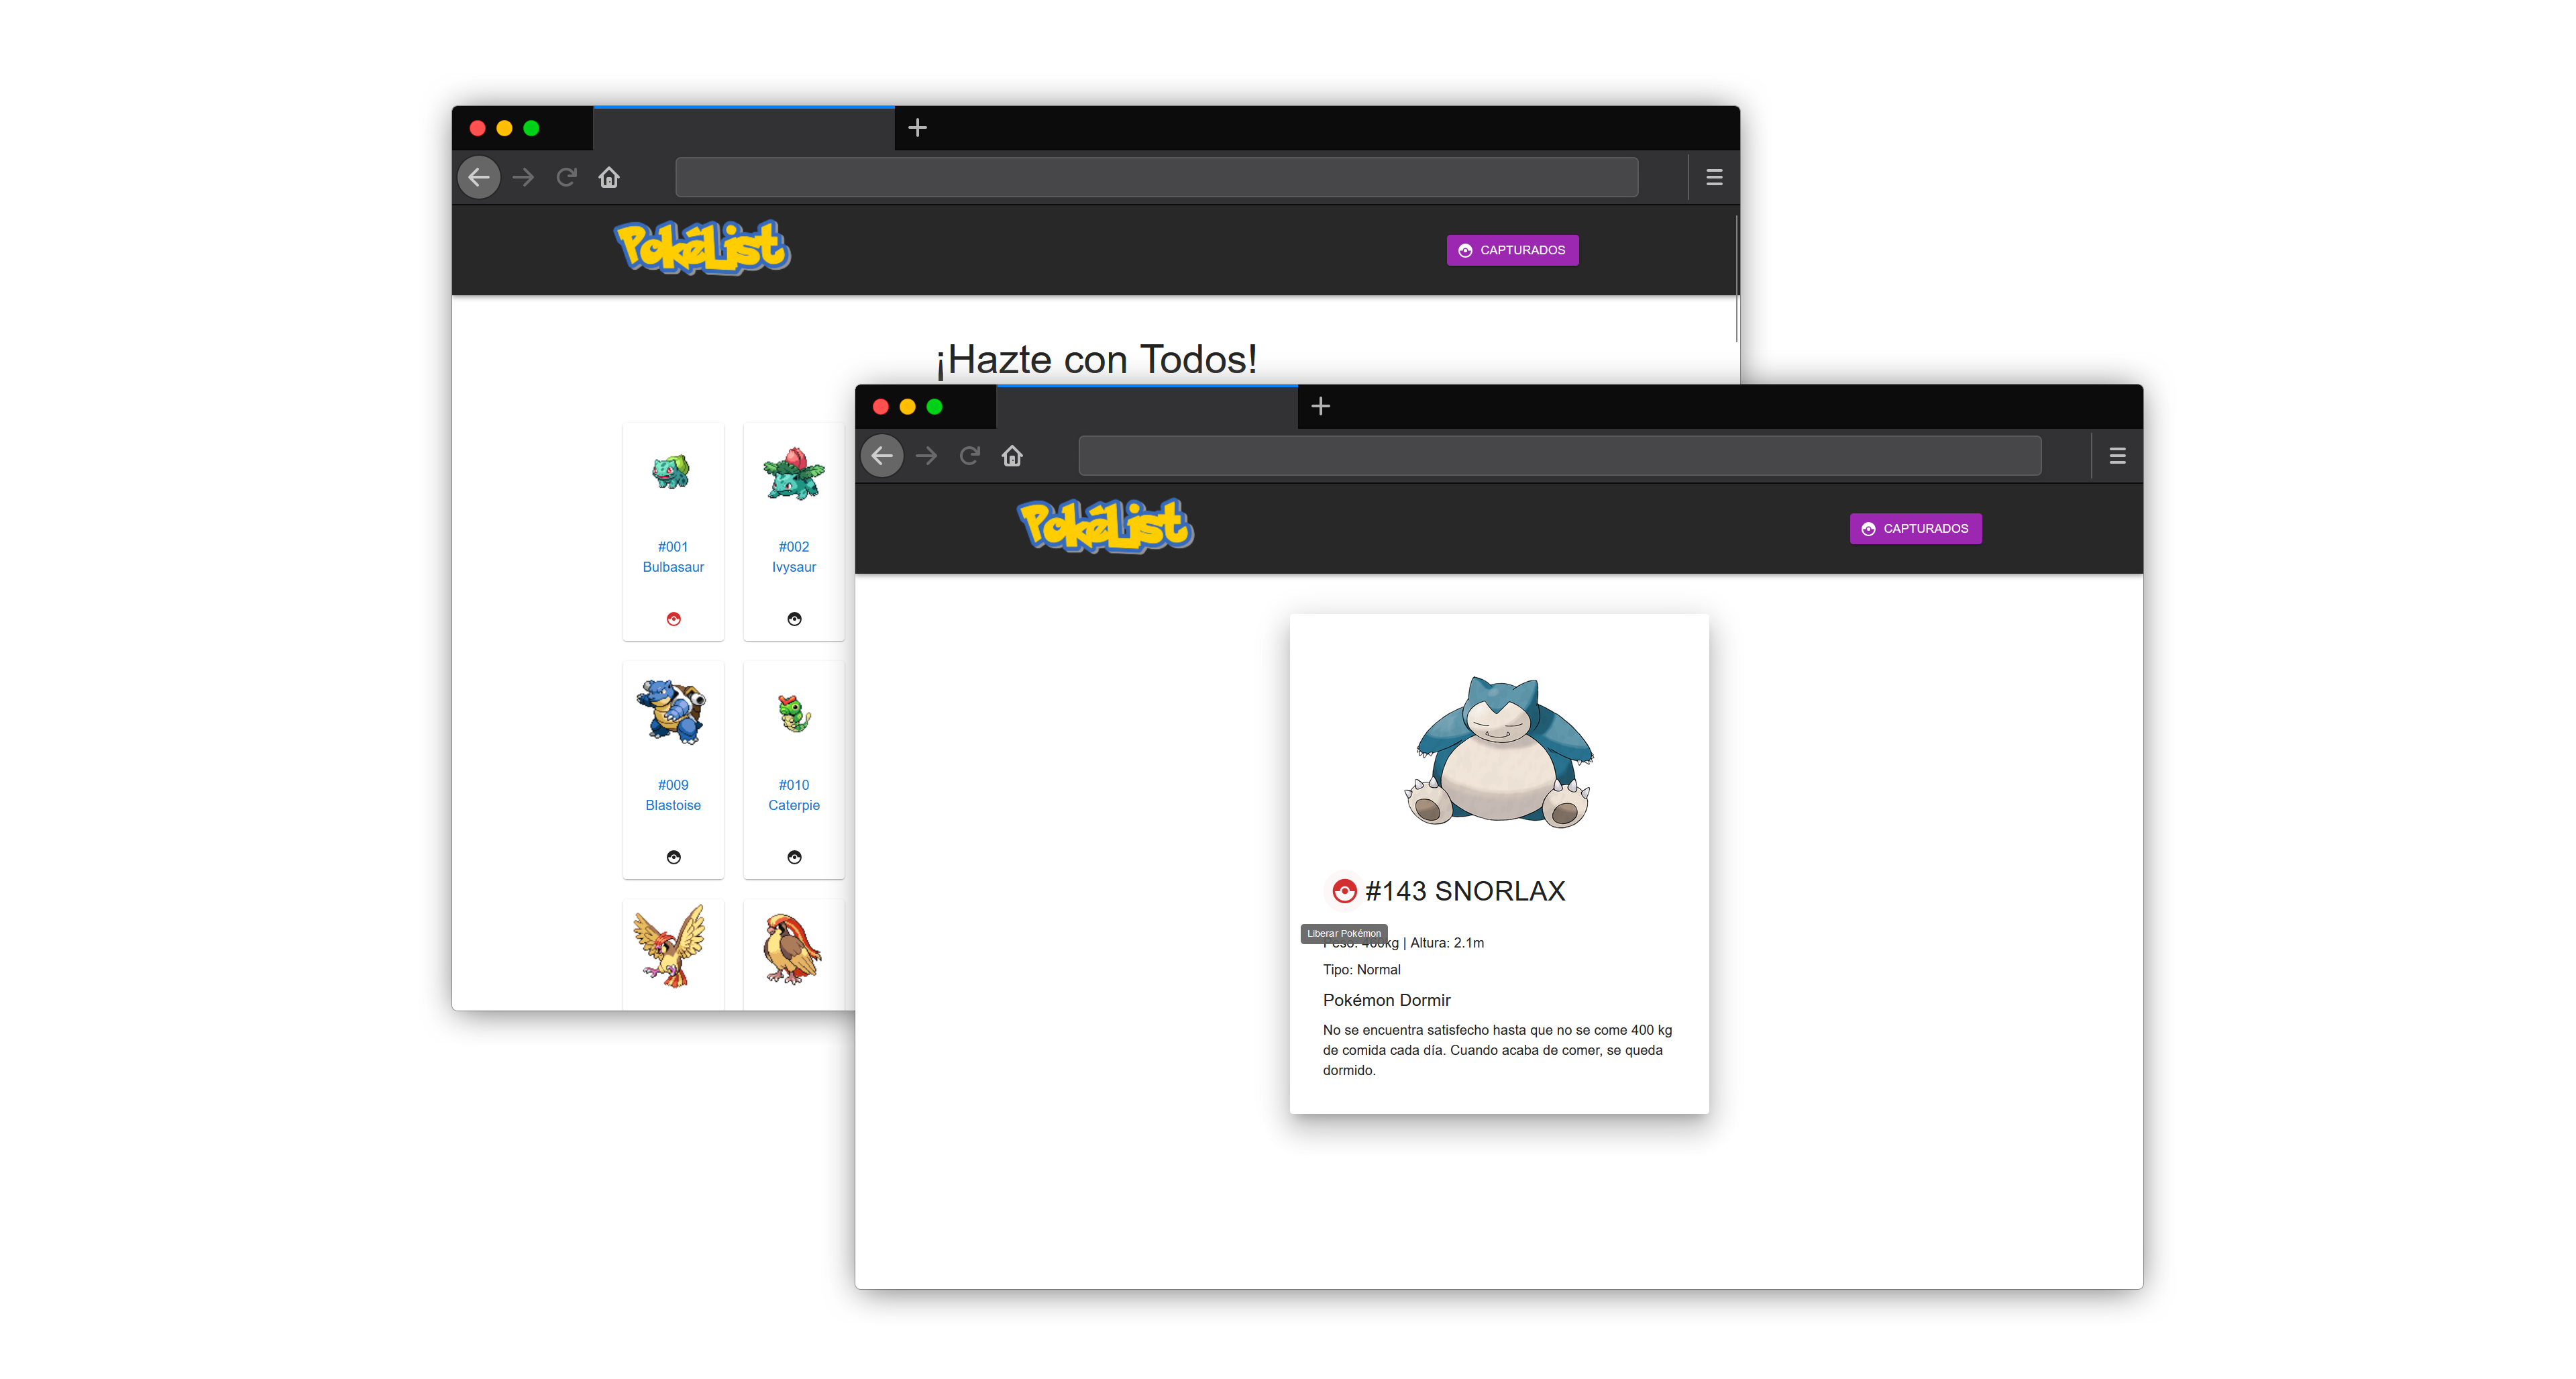 PokéList
CAPTURADOS
¡Hazte con Todos!
#001
Bulbasaur
#002
Ivysaur
#009
Blastoise
#010
Caterpie
PokéList
CAPTURADOS
#143 SNORLAX
Liberar Pokémon
Peso: 460kg | Altura: 2.1m
Tipo: Normal
Pokémon Dormir
No se encuentra satisfecho hasta que no se come 400 kg
de comida cada día. Cuando acaba de comer, se queda
dormido.